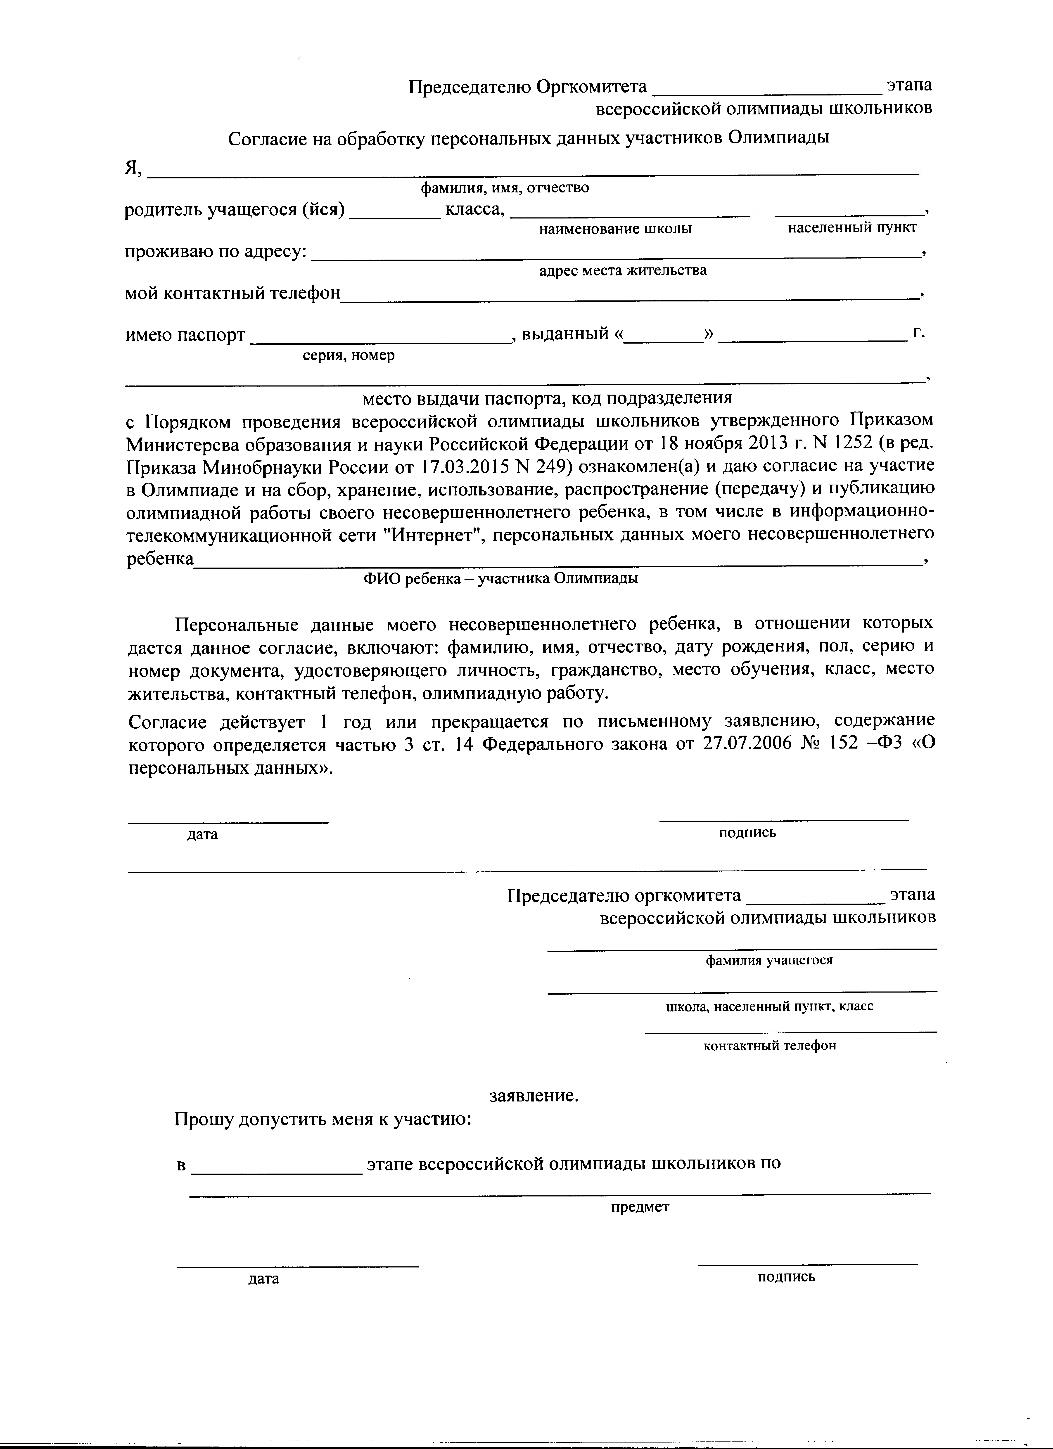 Председателю Оргкомитета ________________________ этапа
всероссийской олимпиады школьников
Согласие на обработку персональных данных участников Олимпиады
Я, ________________________________________________
фамилия, имя, отчество
родитель учащегося (йся) __________ класса, __________________________ ________________,
наименование школы населенный пункт
проживаю по адресу: ________________________________________________,
адрес места жительства
мой контактный телефон________________________________________________.
имею паспорт ____________________________, выданный «_________» ____________________ г.
серия, номер
________________________________________________,
место выдачи паспорта, код подразделения
с Порядком проведения всероссийской олимпиады школьников утвержденного Приказом
Министерсва образования и науки Российской Федерации от 18 ноября 2013 г. N 1252 (в ред.
Приказа Минобрнауки России от 17.03.2015 N 249) ознакомлен(а) и даю согласие на участие
в Олимпиаде и на сбор, хранение, использование, распространение (передачу) и публикацию
олимпиадной работы своего несовершеннолетнего ребенка, в том числе в информационно-
телекоммуникационной сети "Интернет", персональных данных моего несовершеннолетнего
ребенка________________________________________________,
ФИО ребенка – участника Олимпиады
Персональные данные моего несовершеннолетнего ребенка, в отношении которых
дается данное согласие, включают: фамилию, имя, отчество, дату рождения, пол, серию и
номер документа, удостоверяющего личность, гражданство, место обучения, класс, место
жительства, контактный телефон, олимпиадную работу.
Согласие действует 1 год или прекращается по письменному заявлению, содержание
которого определяется частью 3 ст. 14 Федерального закона от 27.07.2006 № 152 –ФЗ «О
персональных данных».
дата подпись
Председателю оргкомитета _______________ этапа
всероссийской олимпиады школьников
фамилия учащегося
школа, населенный пункт, класс
контактный телефон
заявление.
Прошу допустить меня к участию:
в __________________ этапе всероссийской олимпиады школьников по
предмет
дата подпись